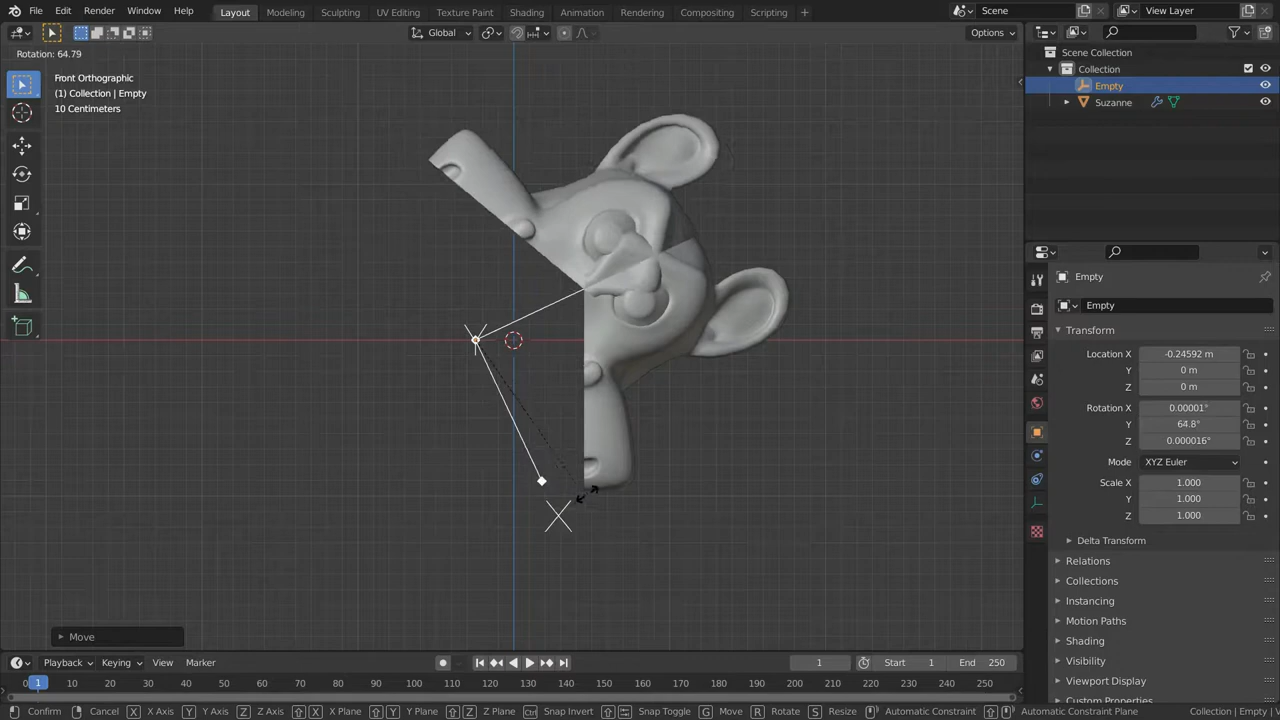 File Edit Render Window Help Layout Modeling Sculpting UV Editing Texture Paint Shading Animation Rendering Compositing Scripting + Scene View Layer
Global Options
Rotation: 64.79
Front Orthographic
(1) Collection | Empty
10 Centimeters
Scene Collection
Collection
Empty
Suzanne
Empty
Empty
Transform
Location X -0.24592 m
Y 0 m
Z 0 m
Rotation X 0.00001°
Y 64.8°
Z 0.000016°
Mode XYZ Euler
Scale X 1.000
Y 1.000
Z 1.000
Delta Transform
Relations
Collections
Instancing
Motion Paths
Shading
Visibility
Viewport Display
Custom Properties
Move
Playback Keying View Marker 1 Start 1 End 250
0 1 10 20 30 40 50 60 70 80 90 100 110 120 130 140 150 160 170 180 190 200 210 220 230 240 250
Confirm Cancel X X Axis Y Y Axis Z Z Axis X X Plane Y Y Plane Z Z Plane Snap Invert Snap Toggle G Move R Rotate S Resize Automatic Constraint Automatic Constraint Plane Collection | Empty |